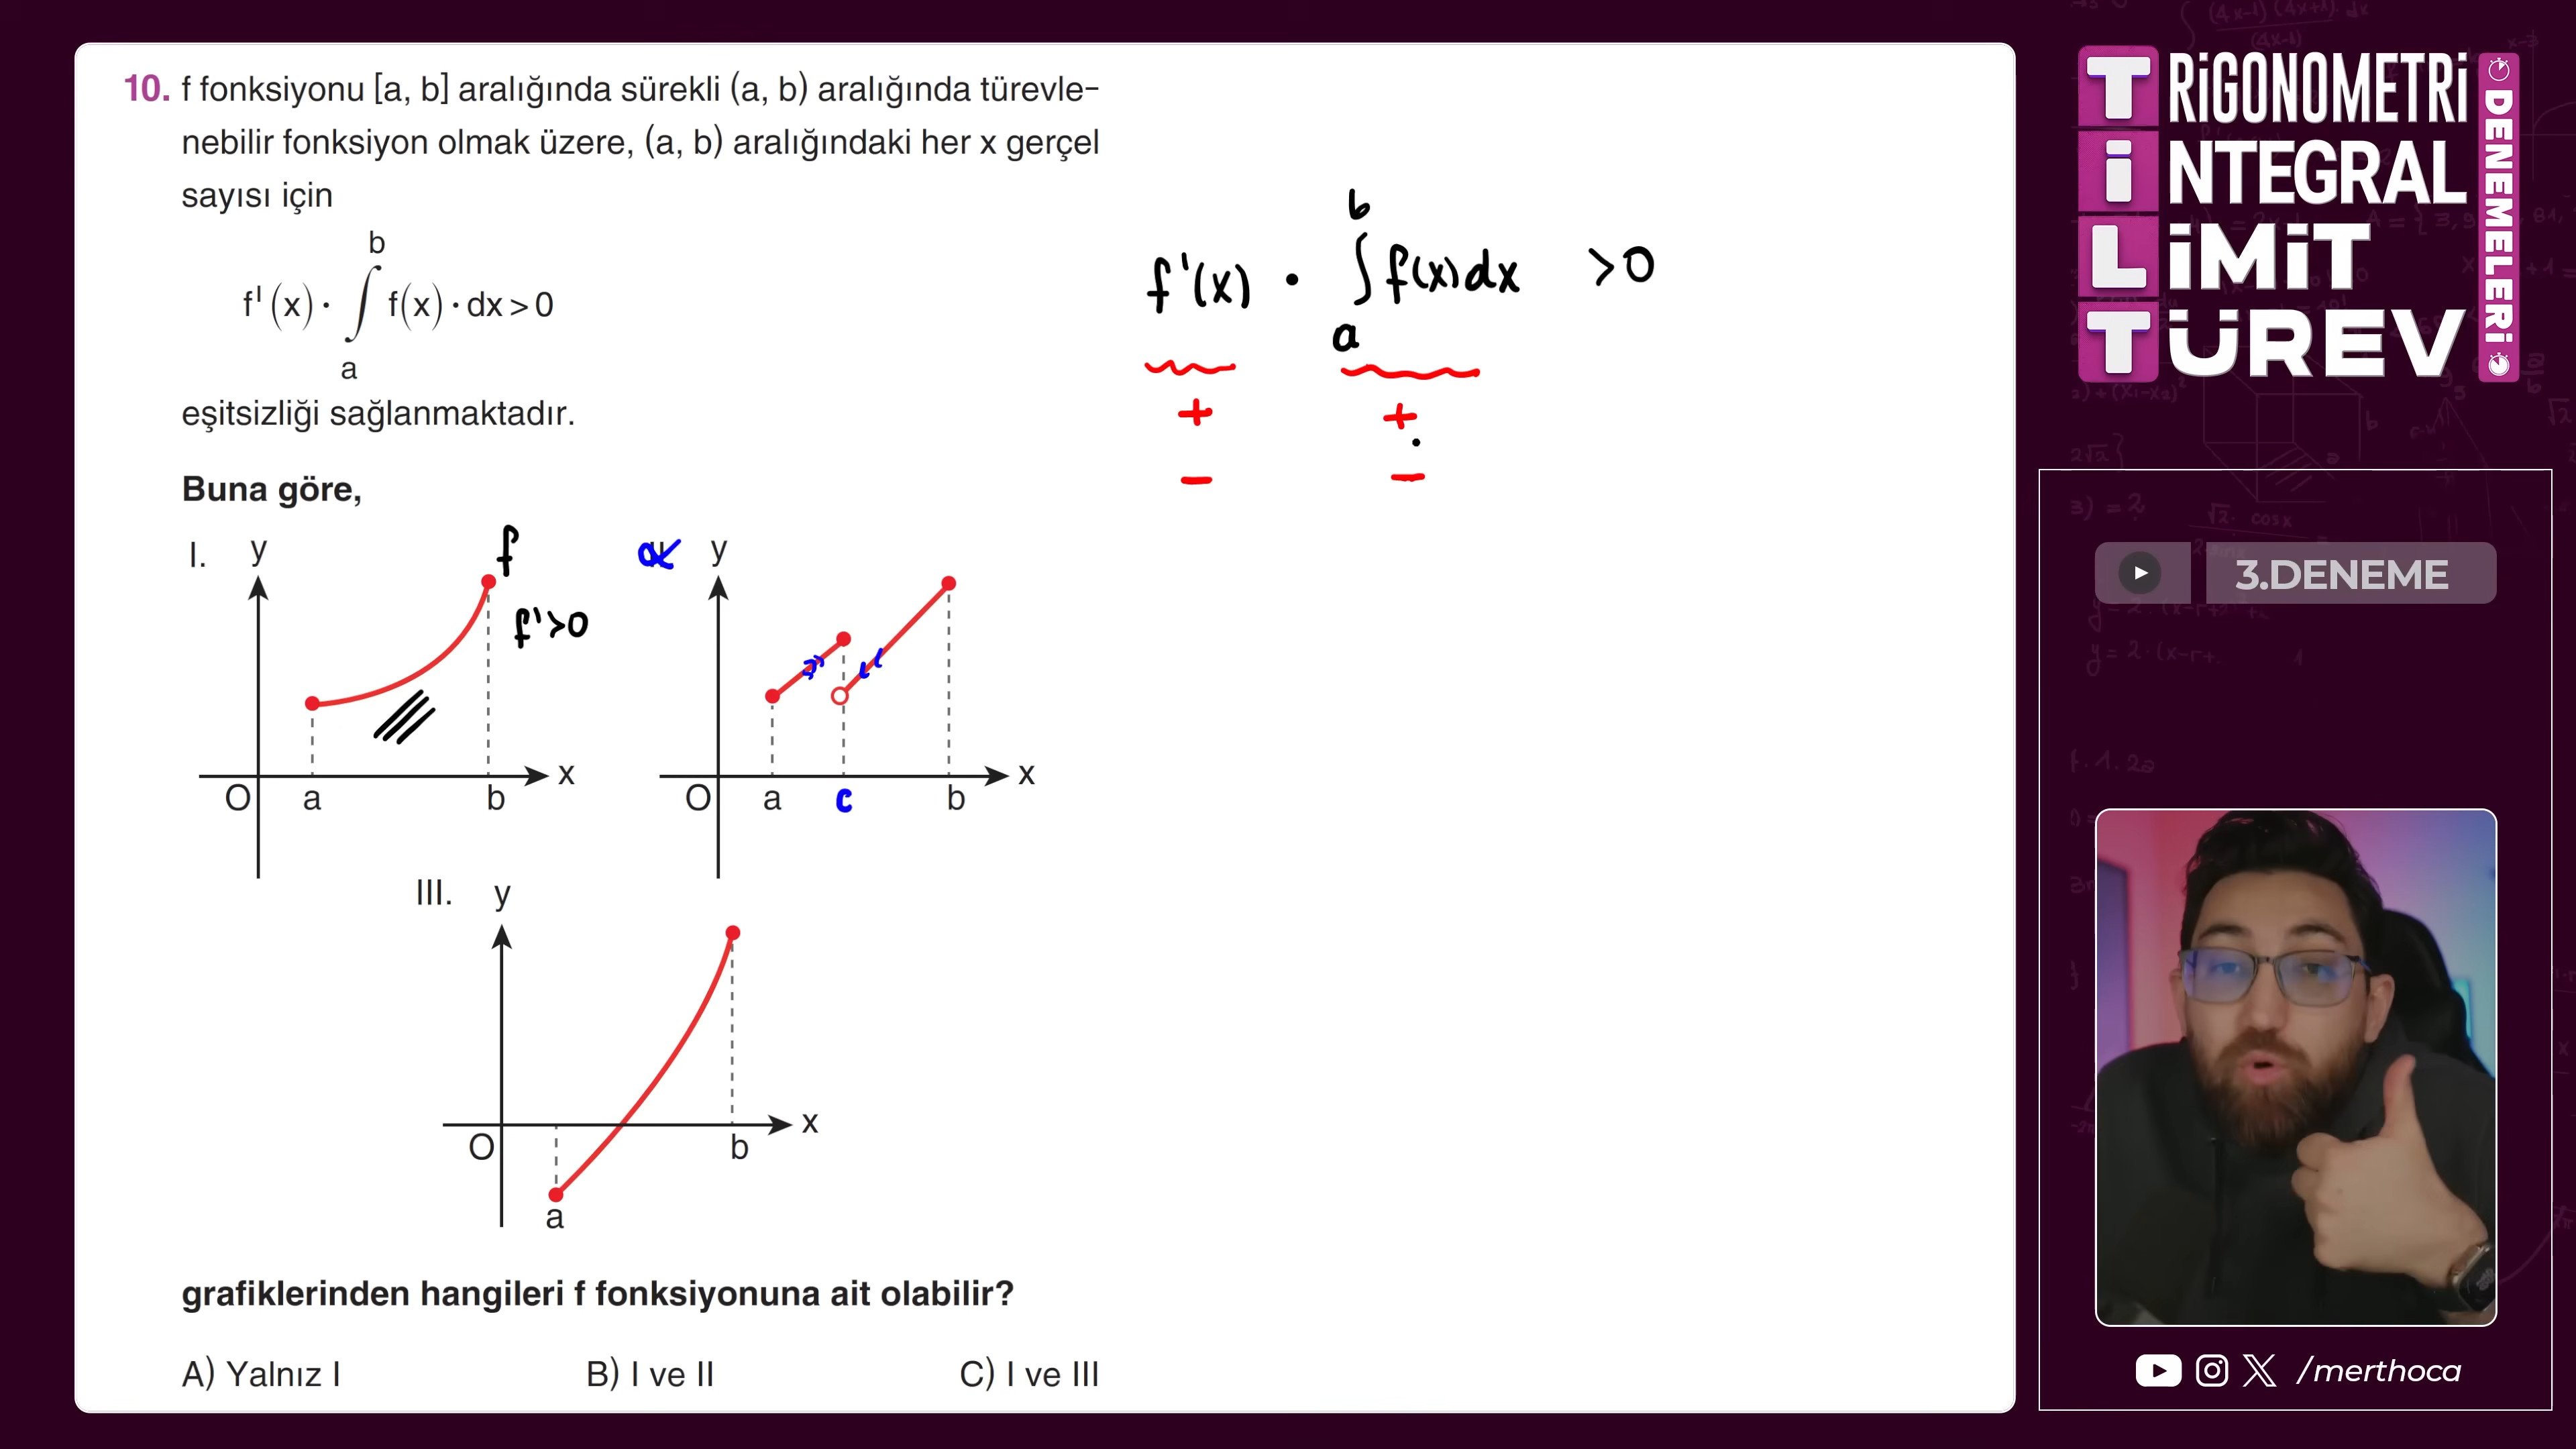 10. f fonksiyonu [a, b] aralığında sürekli (a, b) aralığında türevle-
nebilir fonksiyon olmak üzere, (a, b) aralığındaki her x gerçel
sayısı için
b
f'(x) · ∫ f(x) · dx > 0
a
eşitsizliği sağlanmaktadır.
b
f'(x) · ∫ f(x)dx >0
a
+ +
- -
Buna göre,
I. y
f
f'>0
O a b x
y
O a c b x
III. y
O a b x
grafiklerinden hangileri f fonksiyonuna ait olabilir?
A) Yalnız I B) I ve II C) I ve III
TRiGONOMETRi
iNTEGRAL
LiMiT
TÜREV
DENEMELERi
3.DENEME
/merthoca